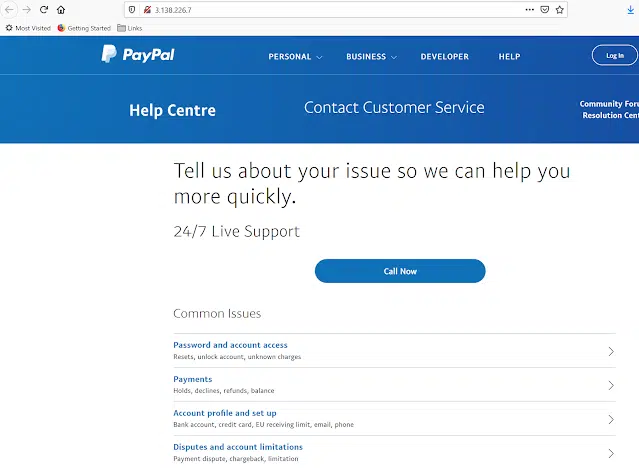 3.138.226.7
Most Visited Getting Started Links
PayPal PERSONAL BUSINESS DEVELOPER HELP Log In
Help Centre Contact Customer Service
Community Foru
Resolution Cent
Tell us about your issue so we can help you
more quickly.
24/7 Live Support
Call Now
Common Issues
Password and account access
Resets, unlock account, unknown charges
Payments
Holds, declines, refunds, balance
Account profile and set up
Bank account, credit card, EU receiving limit, email, phone
Disputes and account limitations
Payment dispute, chargeback, limitation